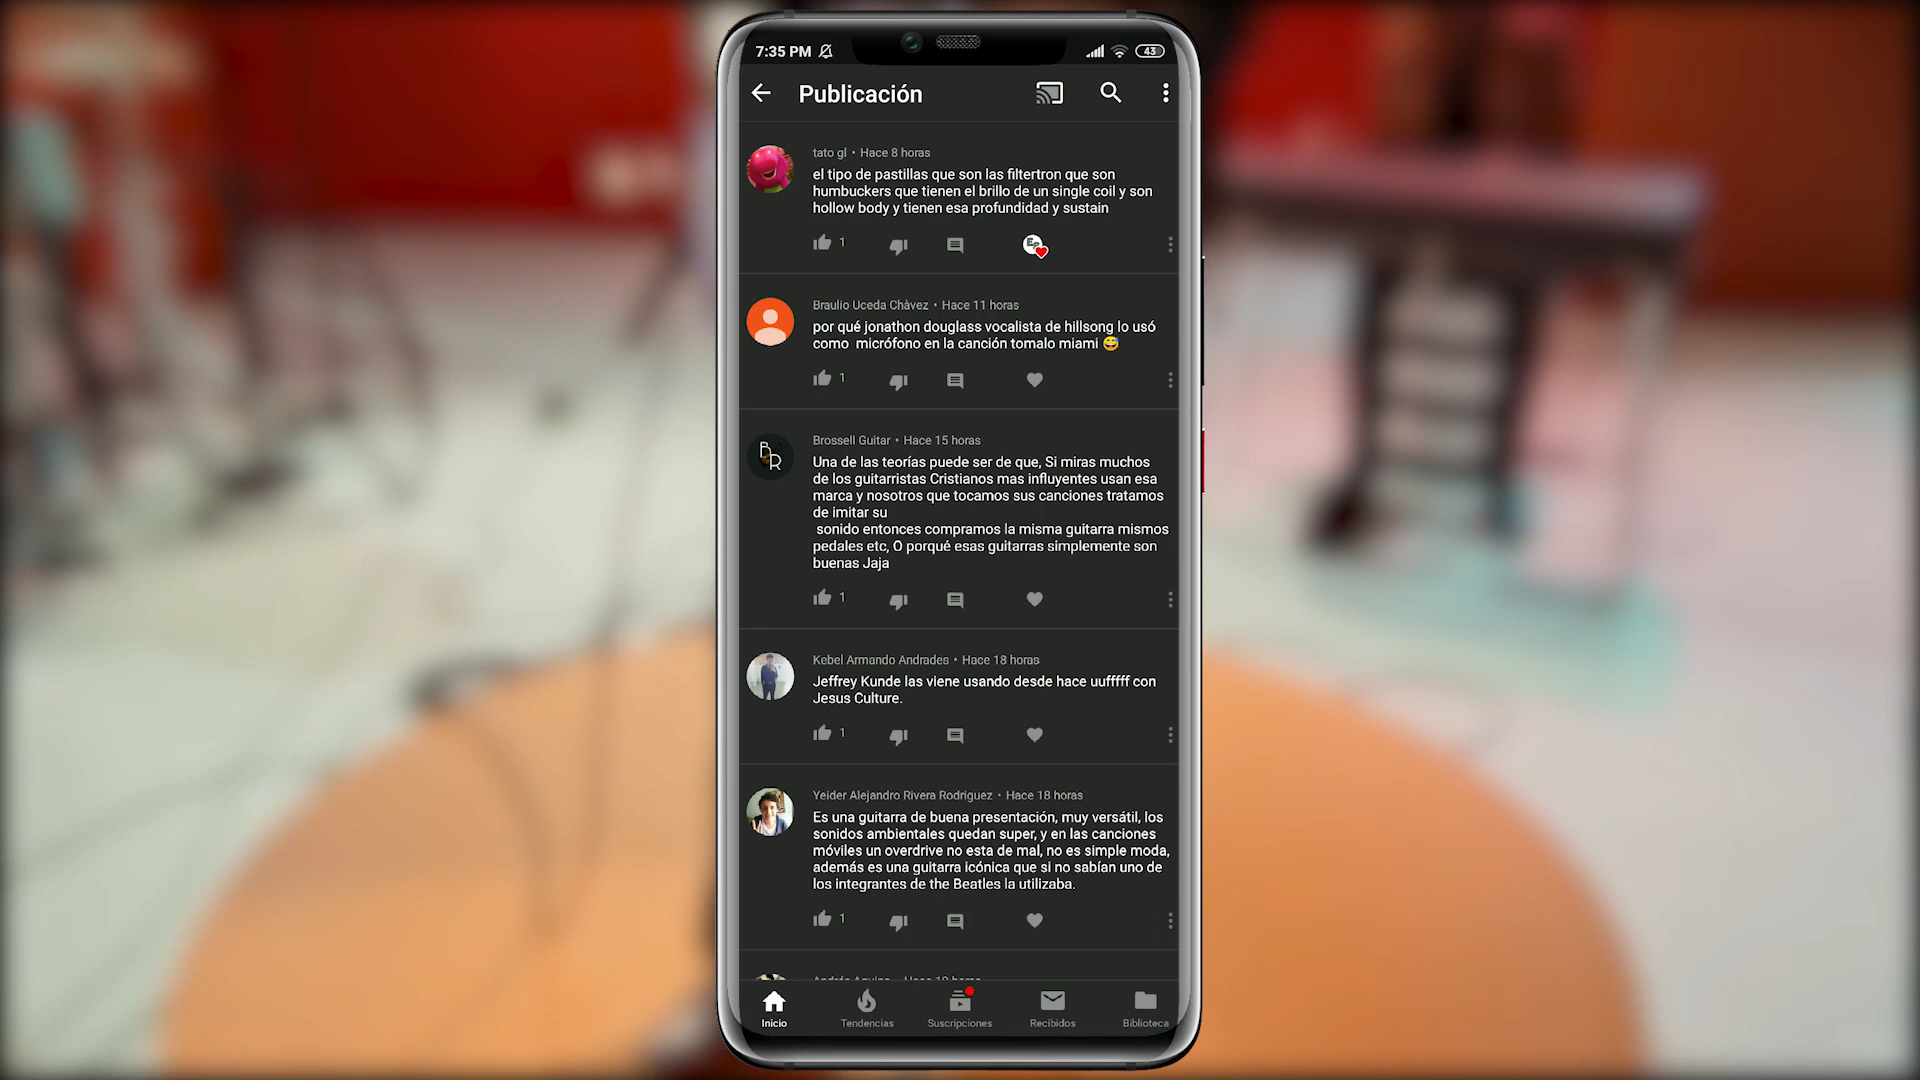 7:35 PM
43
Publicación
tato gl • Hace 8 horas
el tipo de pastillas que son las filtertron que son
humbuckers que tienen el brillo de un single coil y son
hollow body y tienen esa profundidad y sustain
1
Braulio Uceda Chàvez • Hace 11 horas
por qué jonathon douglass vocalista de hillsong lo usó
como  micrófono en la canción tomalo miami 😅
1
BR
Brossell Guitar • Hace 15 horas
Una de las teorías puede ser de que, Si miras muchos
de los guitarristas Cristianos mas influyentes usan esa
marca y nosotros que tocamos sus canciones tratamos
de imitar su
sonido entonces compramos la misma guitarra mismos
pedales etc, O porqué esas guitarras simplemente son
buenas Jaja
1
Kebel Armando Andrades • Hace 18 horas
Jeffrey Kunde las viene usando desde hace uufffff con
Jesus Culture.
1
Yeider Alejandro Rivera Rodriguez • Hace 18 horas
Es una guitarra de buena presentación, muy versátil, los
sonidos ambientales quedan super, y en las canciones
móviles un overdrive no esta de mal, no es simple moda,
además es una guitarra icónica que si no sabían uno de
los integrantes de the Beatles la utilizaba.
1
Inicio
Tendencias
Suscripciones
Recibidos
Biblioteca